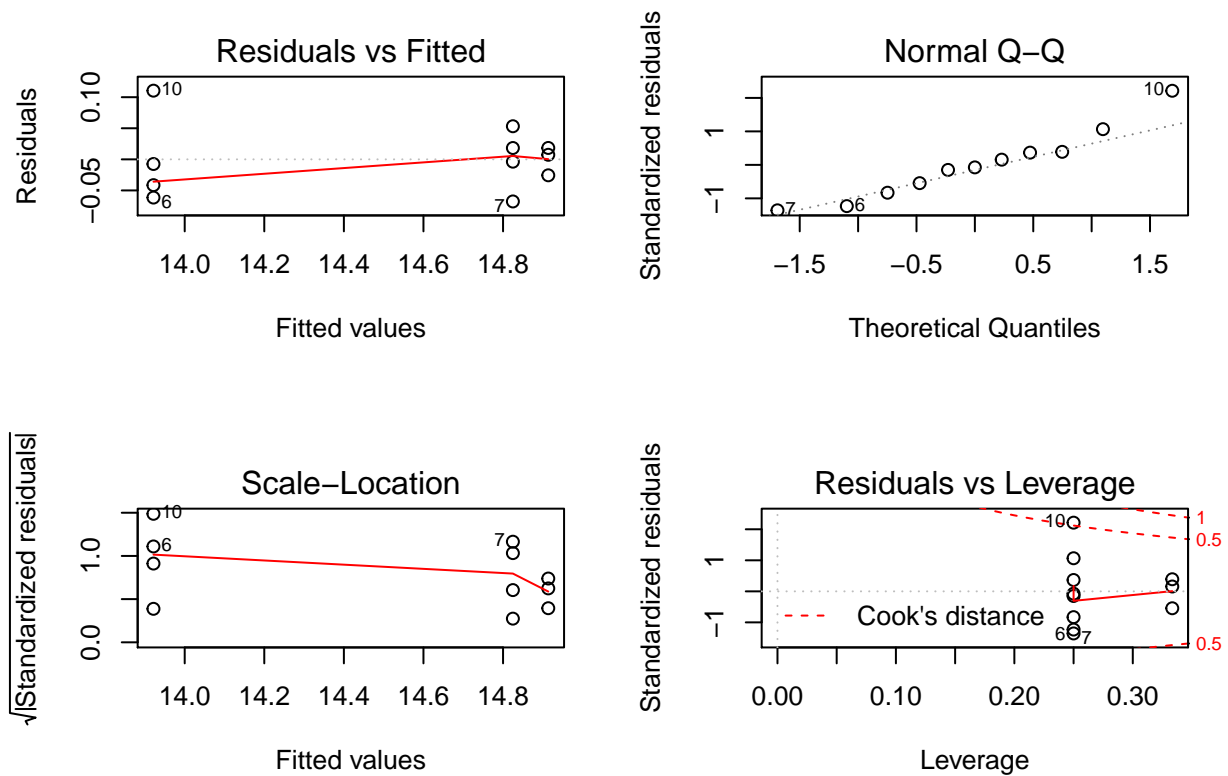 Residuals vs Fitted
Residuals
−0.05
0.10
10
6
7
14.0 14.2 14.4 14.6 14.8
Fitted values
Normal Q−Q
Standardized residuals
−1
1
7
6
10
−1.5 −0.5 0.5 1.5
Theoretical Quantiles
Scale−Location
√|Standardized residuals|
0.0
1.0
10
6
7
14.0 14.2 14.4 14.6 14.8
Fitted values
Residuals vs Leverage
Standardized residuals
−1
1
10
6
7
1
0.5
0.5
Cook's distance
0.00 0.10 0.20 0.30
Leverage